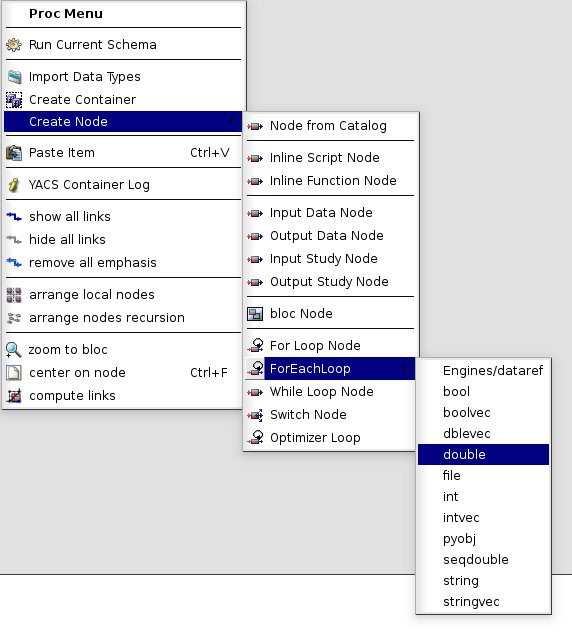 Proc Menu
Run Current Schema
Import Data Types
Create Container
Create Node
Paste Item Ctrl+V
YACS Container Log
show all links
hide all links
remove all emphasis
arrange local nodes
arrange nodes recursion
zoom to bloc
center on node Ctrl+F
compute links
Node from Catalog
Inline Script Node
Inline Function Node
Input Data Node
Output Data Node
Input Study Node
Output Study Node
bloc Node
For Loop Node
ForEachLoop
While Loop Node
Switch Node
Optimizer Loop
Engines/dataref
bool
boolvec
dblevec
double
file
int
intvec
pyobj
seqdouble
string
stringvec